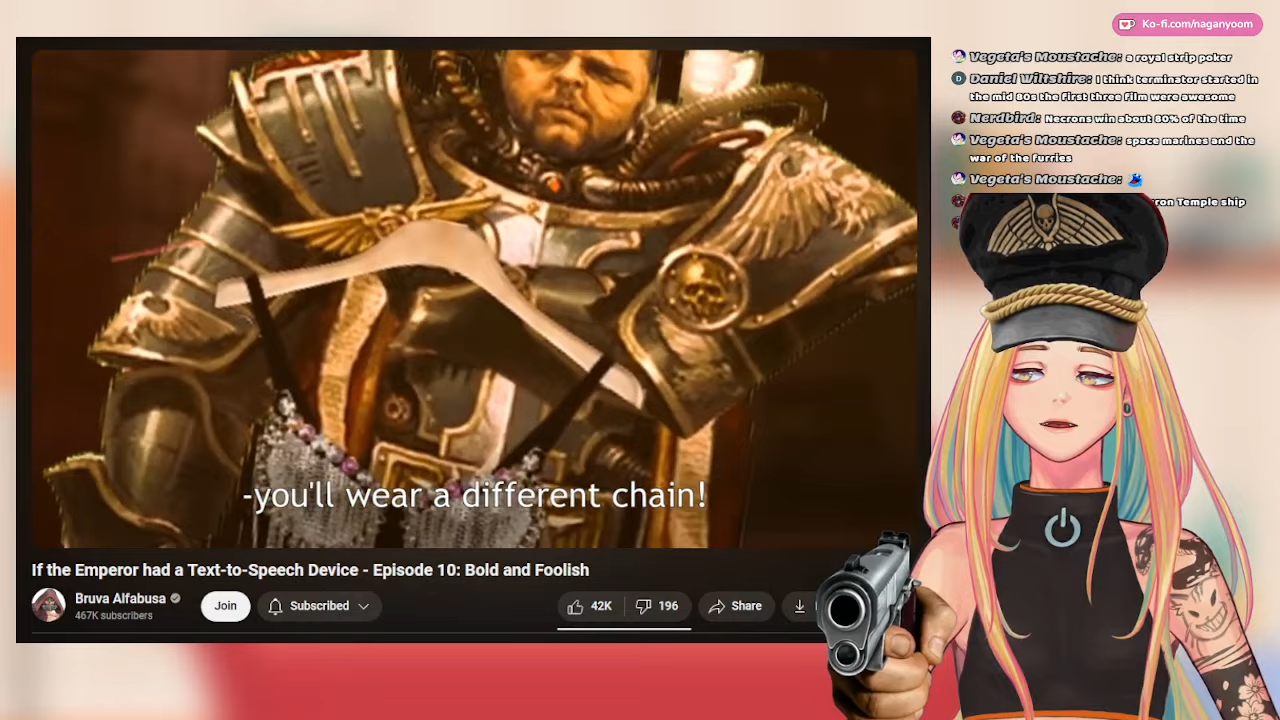 Ko-fi.com/naganyoom
Vegeta's Moustache: a royal strip poker
Daniel Wiltshire: I think terminator started in
the mid 80s the first three film were awesome
Nerdbird: Necrons win about 80% of the time
Vegeta's Moustache: space marines and the
war of the furries
Vegeta's Moustache:
Temple ship
-you'll wear a different chain!
If the Emperor had a Text-to-Speech Device - Episode 10: Bold and Foolish
Bruva Alfabusa
467K subscribers
Join
Subscribed
42K
196
Share